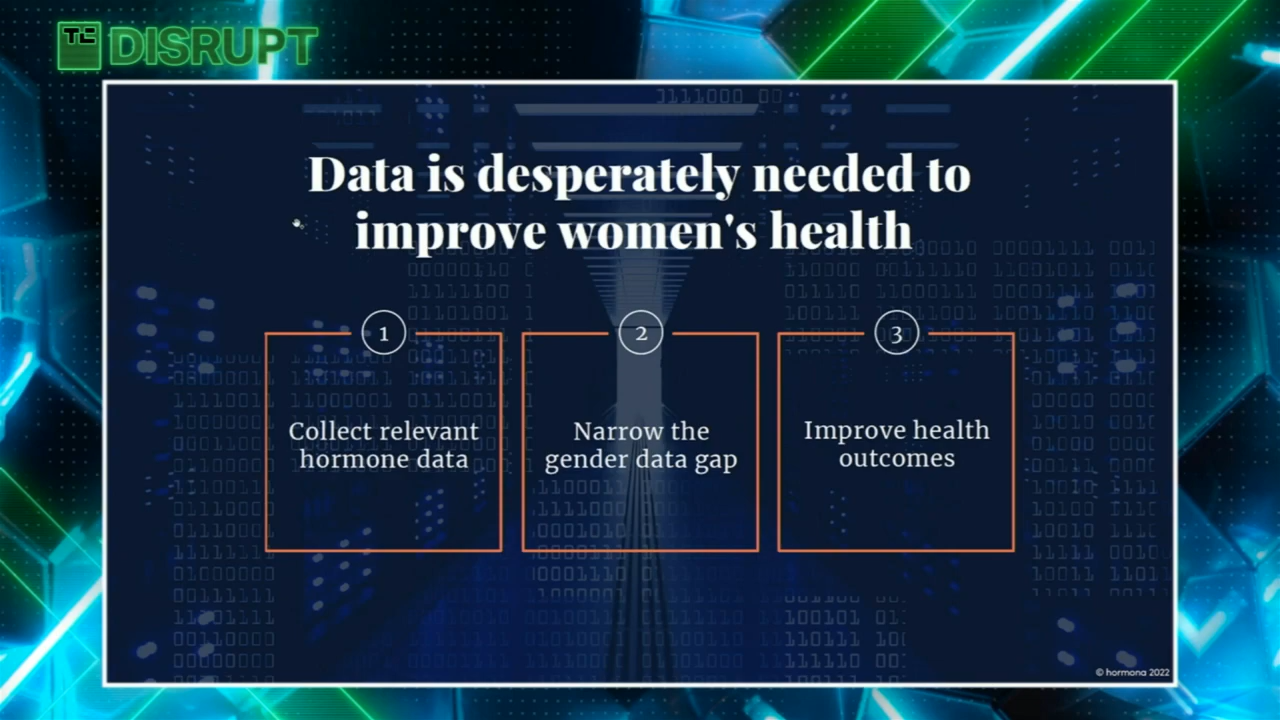 TC DISRUPT
Data is desperately needed to
improve women's health
1
2
3
Collect relevant
hormone data
Narrow the
gender data gap
Improve health
outcomes
© hormona 2022